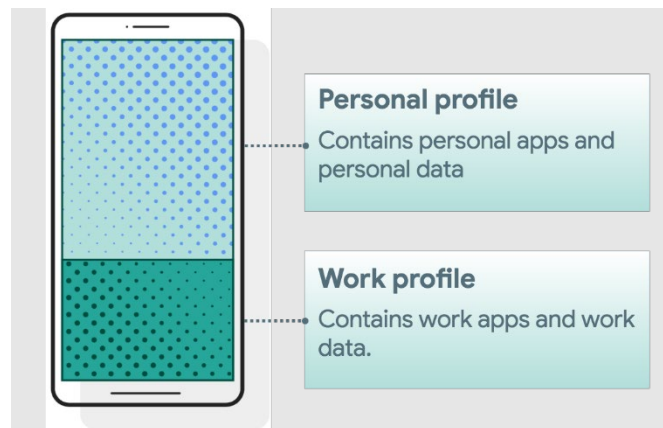 Personal profile
Contains personal apps and
personal data
Work profile
Contains work apps and work
data.